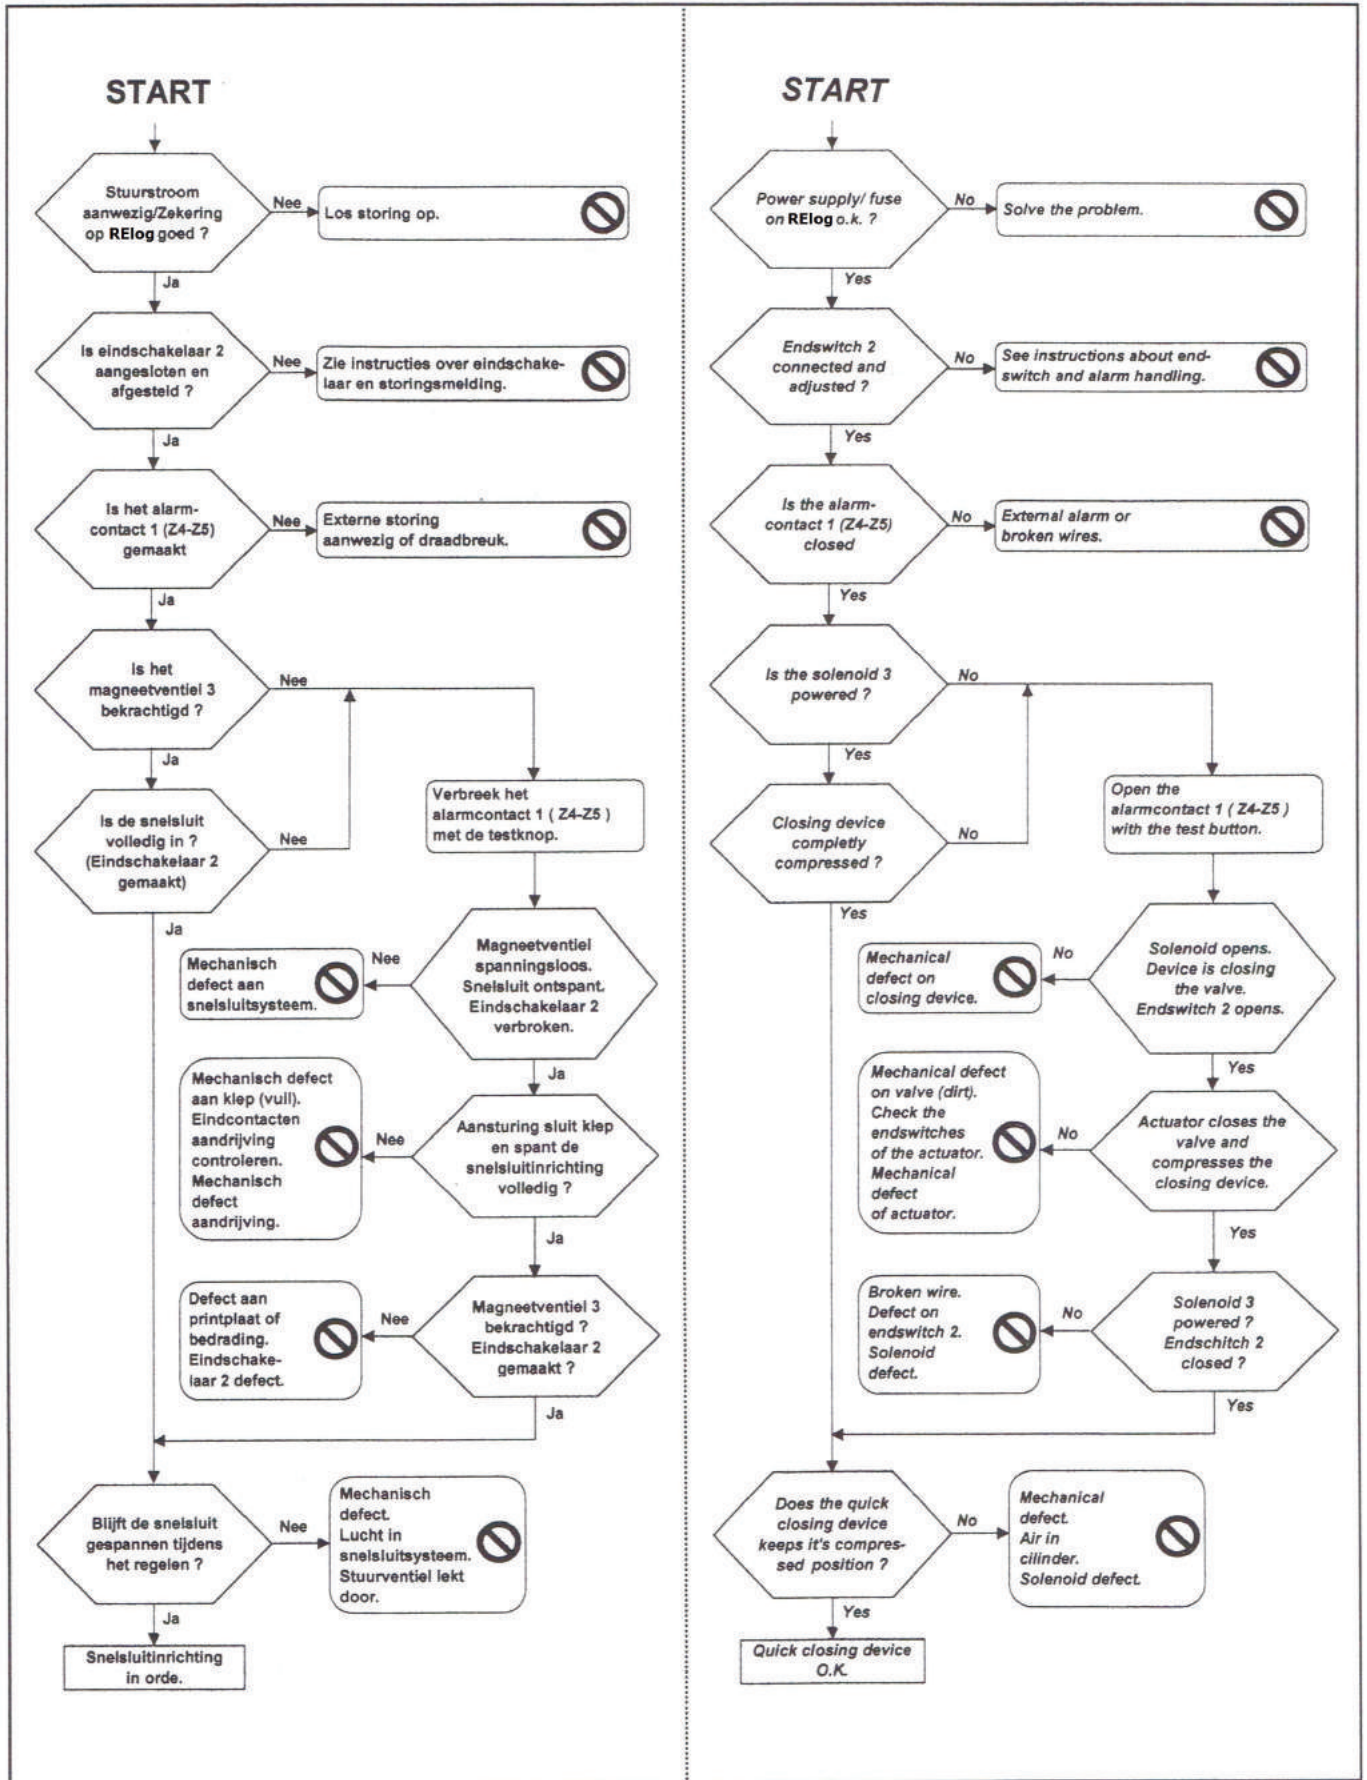 START
Stuurstroom
aanwezig/Zekering
op RElog goed ?
Nee
Los storing op.
Ja
Is eindschakelaar 2
aangesloten en
afgesteld ?
Nee
Zie instructies over eindschake-
laar en storingsmelding.
Ja
Is het alarm-
contact 1 (Z4-Z5)
gemaakt
Nee
Externe storing
aanwezig of draadbreuk.
Ja
Is het
magneetventiel 3
bekrachtigd ?
Nee
Ja
Is de snelsluit
volledig in ?
(Eindschakelaar 2
gemaakt)
Nee
Ja
Verbreek het
alarmcontact 1 ( Z4-Z5 )
met de testknop.
Magneetventiel
spanningsloos.
Snelsluit ontspant.
Eindschakelaar 2
verbroken.
Nee
Mechanisch
defect aan
snelsluitsysteem.
Ja
Aansturing sluit klep
en spant de
snelsluitinrichting
volledig ?
Nee
Mechanisch defect
aan klep (vuil).
Eindcontacten
aandrijving
controleren.
Mechanisch
defect
aandrijving.
Ja
Magneetventiel 3
bekrachtigd ?
Eindschakelaar 2
gemaakt ?
Nee
Defect aan
printplaat of
bedrading.
Eindschake-
laar 2 defect.
Ja
Blijft de snelsluit
gespannen tijdens
het regelen ?
Nee
Mechanisch
defect.
Lucht in
snelsluitsysteem.
Stuurventiel lekt
door.
Ja
Snelsluitinrichting
in orde.
START
Power supply/ fuse
on RElog o.k. ?
No
Solve the problem.
Yes
Endswitch 2
connected and
adjusted ?
No
See instructions about end-
switch and alarm handling.
Yes
Is the alarm-
contact 1 (Z4-Z5)
closed
No
External alarm or
broken wires.
Yes
Is the solenoid 3
powered ?
No
Yes
Closing device
completly
compressed ?
No
Yes
Open the
alarmcontact 1 ( Z4-Z5 )
with the test button.
Solenoid opens.
Device is closing
the valve.
Endswitch 2 opens.
No
Mechanical
defect on
closing device.
Yes
Actuator closes the
valve and
compresses the
closing device.
No
Mechanical defect
on valve (dirt).
Check the
endswitches
of the actuator.
Mechanical
defect
of actuator.
Yes
Solenoid 3
powered ?
Endschitch 2
closed ?
No
Broken wire.
Defect on
endswitch 2.
Solenoid
defect.
Yes
Does the quick
closing device
keeps it's compres-
sed position ?
No
Mechanical
defect.
Air in
cilinder.
Solenoid defect.
Yes
Quick closing device
O.K.